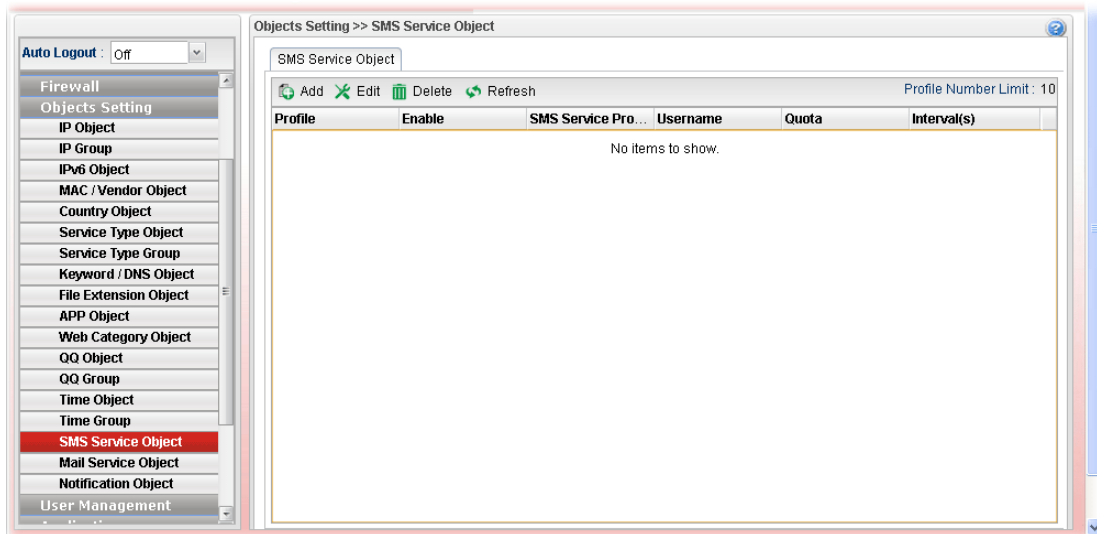 Objects Setting >> SMS Service Object
Auto Logout : Off
Firewall
Objects Setting
IP Object
IP Group
IPv6 Object
MAC / Vendor Object
Country Object
Service Type Object
Service Type Group
Keyword / DNS Object
File Extension Object
APP Object
Web Category Object
QQ Object
QQ Group
Time Object
Time Group
SMS Service Object
Mail Service Object
Notification Object
User Management
SMS Service Object
Add Edit Delete Refresh Profile Number Limit : 10
Profile Enable SMS Service Pro... Username Quota Interval(s)
No items to show.